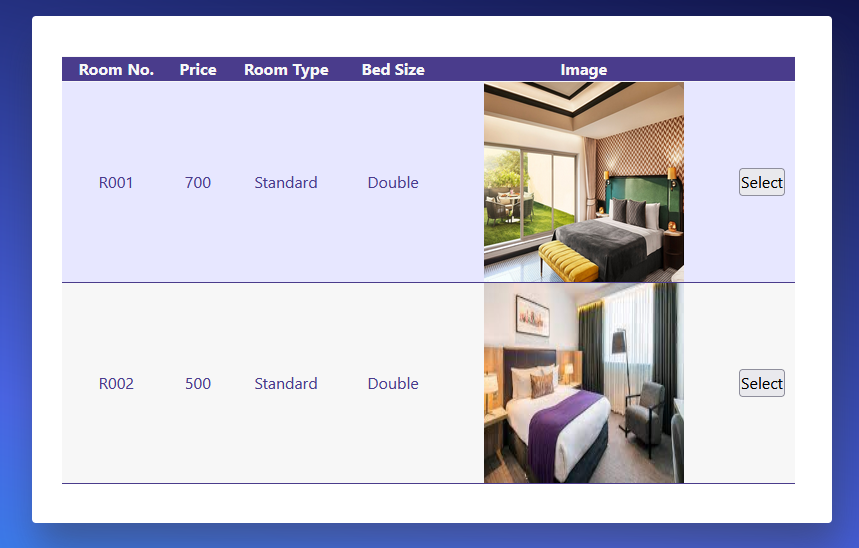 Room No. Price Room Type Bed Size Image
R001 700 Standard Double Select
R002 500 Standard Double Select